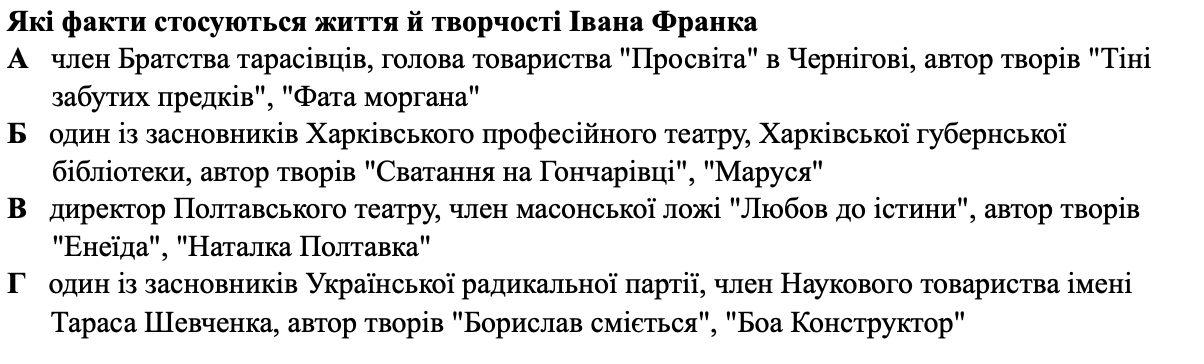 Які факти стосуються життя й творчості Івана Франка
А член Братства тарасівців, голова товариства "Просвіта" в Чернігові, автор творів "Тіні
забутих предків", "Фата моргана"
Б один із засновників Харківського професійного театру, Харківської губернської
бібліотеки, автор творів "Сватання на Гончарівці", "Маруся"
В директор Полтавського театру, член масонської ложі "Любов до істини", автор творів
"Енеїда", "Наталка Полтавка"
Г один із засновників Української радикальної партії, член Наукового товариства імені
Тараса Шевченка, автор творів "Борислав сміється", "Боа Конструктор"